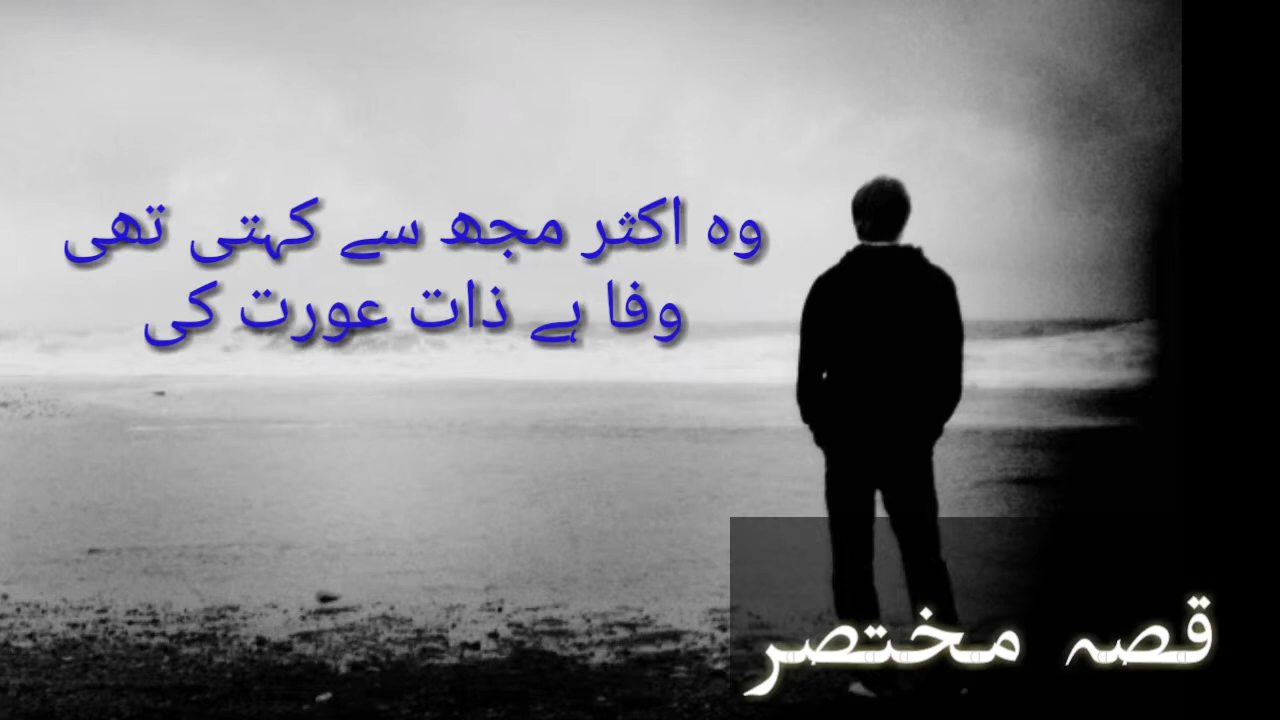 وہ اکثر مجھ سے کہتی تھی
وفا ہے ذات عورت کی
قصہ مختصر